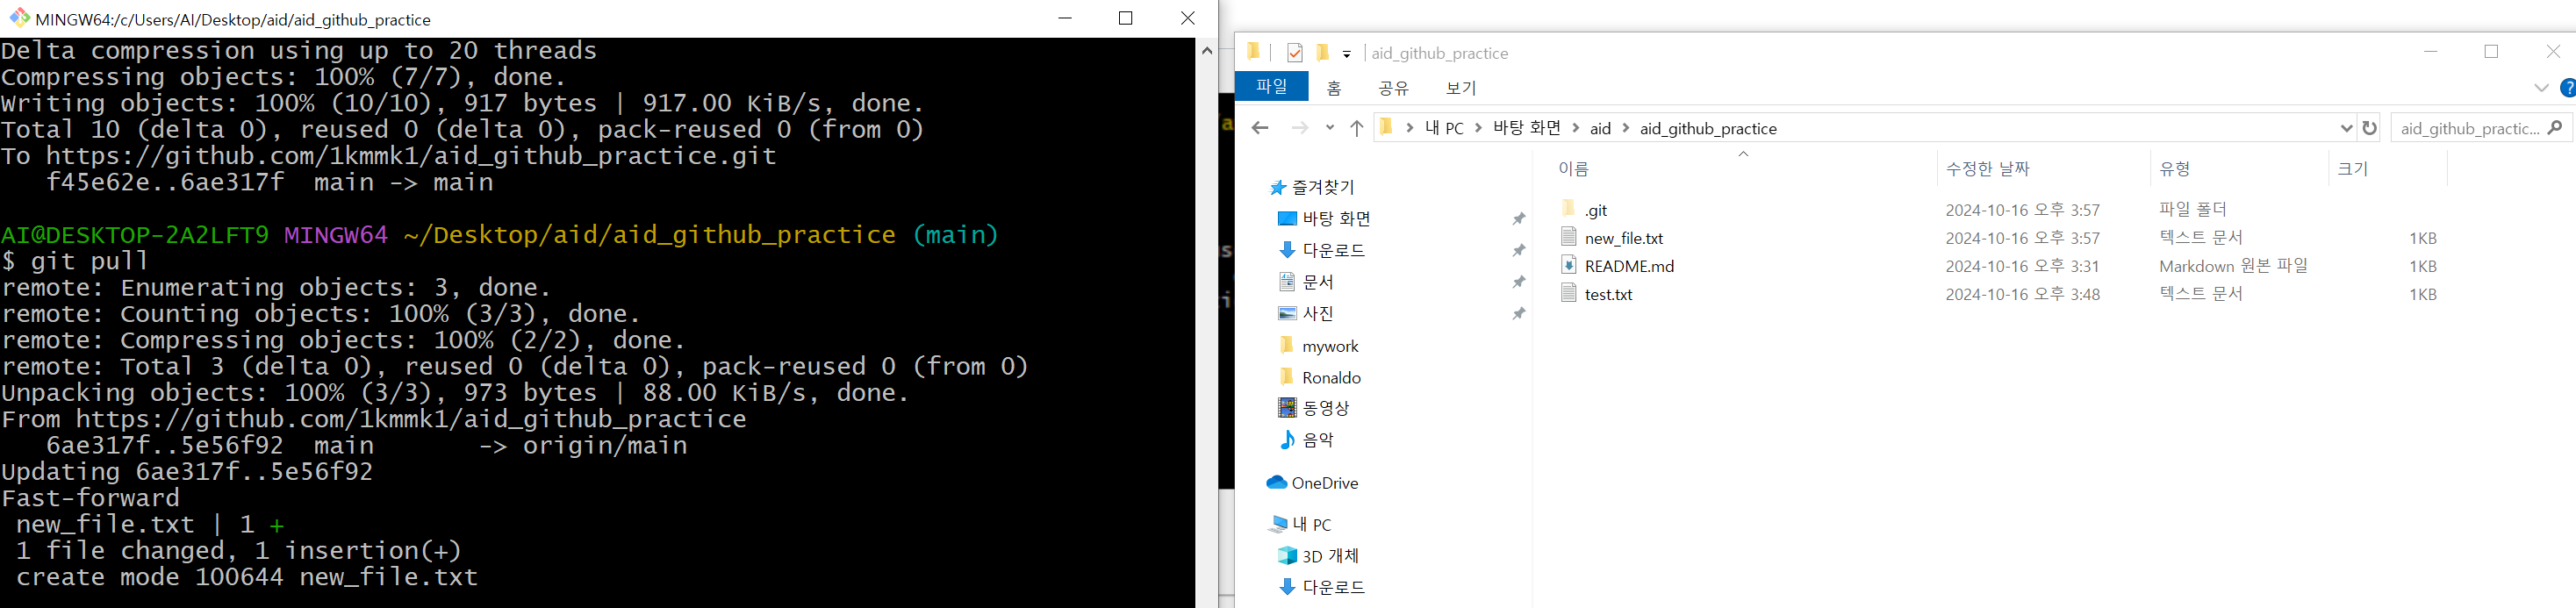 MINGW64:/c/Users/AI/Desktop/aid/aid_github_practice
Delta compression using up to 20 threads
Compressing objects: 100% (7/7), done.
Writing objects: 100% (10/10), 917 bytes | 917.00 KiB/s, done.
Total 10 (delta 0), reused 0 (delta 0), pack-reused 0 (from 0)
To https://github.com/1kmmk1/aid_github_practice.git
f45e62e..6ae317f  main -> main
AI@DESKTOP-2A2LFT9 MINGW64 ~/Desktop/aid/aid_github_practice (main)
$ git pull
remote: Enumerating objects: 3, done.
remote: Counting objects: 100% (3/3), done.
remote: Compressing objects: 100% (2/2), done.
remote: Total 3 (delta 0), reused 0 (delta 0), pack-reused 0 (from 0)
Unpacking objects: 100% (3/3), 973 bytes | 88.00 KiB/s, done.
From https://github.com/1kmmk1/aid_github_practice
6ae317f..5e56f92  main       -> origin/main
Updating 6ae317f..5e56f92
Fast-forward
new_file.txt | 1 +
1 file changed, 1 insertion(+)
create mode 100644 new_file.txt
aid_github_practice
파일 홈 공유 보기
내 PC > 바탕 화면 > aid > aid_github_practice
aid_github_practic...
이름 수정한 날짜 유형 크기
.git 2024-10-16 오후 3:57 파일 폴더
new_file.txt 2024-10-16 오후 3:57 텍스트 문서 1KB
README.md 2024-10-16 오후 3:31 Markdown 원본 파일 1KB
test.txt 2024-10-16 오후 3:48 텍스트 문서 1KB
즐겨찾기
바탕 화면
다운로드
문서
사진
mywork
Ronaldo
동영상
음악
OneDrive
내 PC
3D 개체
다운로드